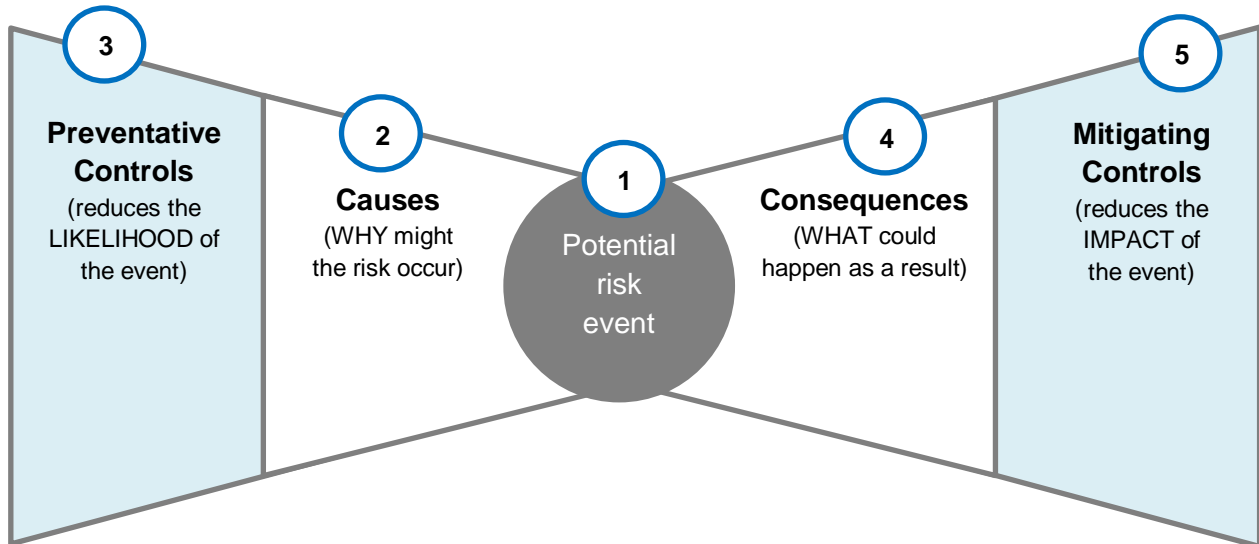 3
Preventative
Controls
(reduces the
LIKELIHOOD of
the event)
2
Causes
(WHY might
the risk occur)
1
Potential
risk
event
4
Consequences
(WHAT could
happen as a result)
5
Mitigating
Controls
(reduces the
IMPACT of
the event)